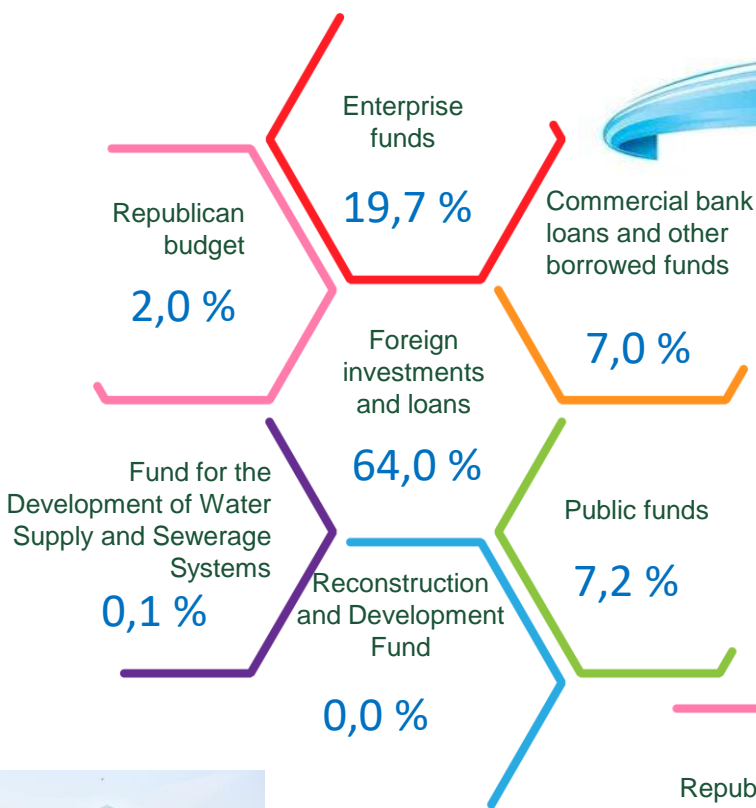 Enterprise
funds
19,7 %
Republican
budget
2,0 %
Commercial bank
loans and other
borrowed funds
7,0 %
Foreign
investments
and loans
64,0 %
Fund for the
Development of Water
Supply and Sewerage
Systems
0,1 %
Public funds
7,2 %
Reconstruction
and Development
Fund
0,0 %
Repub